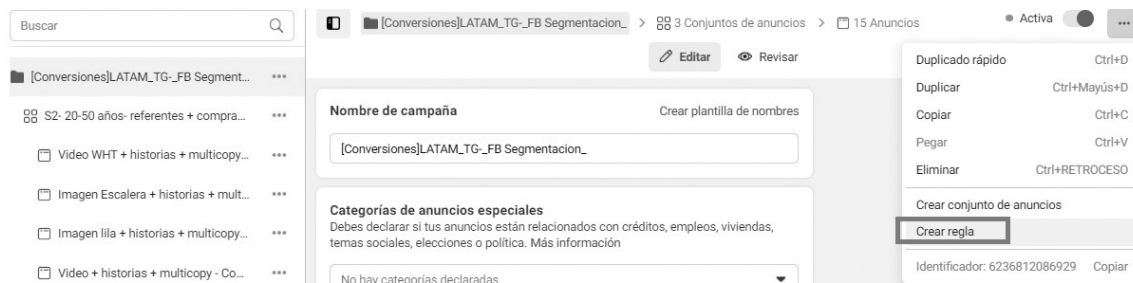 Buscar
[Conversiones]LATAM_TG-_FB Segment...
S2- 20-50 años- referentes + compra...
Video WHT + historias + multicopy...
Imagen Escalera + historias + mult...
Imagen lila + historias + multicopy...
Video + historias + multicopy - Co...
[Conversiones]LATAM_TG-_FB Segmentacion_ > 3 Conjuntos de anuncios > 15 Anuncios
Activa
Editar Revisar
Nombre de campaña Crear plantilla de nombres
[Conversiones]LATAM_TG-_FB Segmentacion_
Categorías de anuncios especiales
Debes declarar si tus anuncios están relacionados con créditos, empleos, viviendas,
temas sociales, elecciones o política. Más información
No hay categorías declaradas
Duplicado rápido Ctrl+D
Duplicar Ctrl+Mayús+D
Copiar Ctrl+C
Pegar Ctrl+V
Eliminar Ctrl+RETROCESO
Crear conjunto de anuncios
Crear regla
Identificador: 6236812086929 Copiar